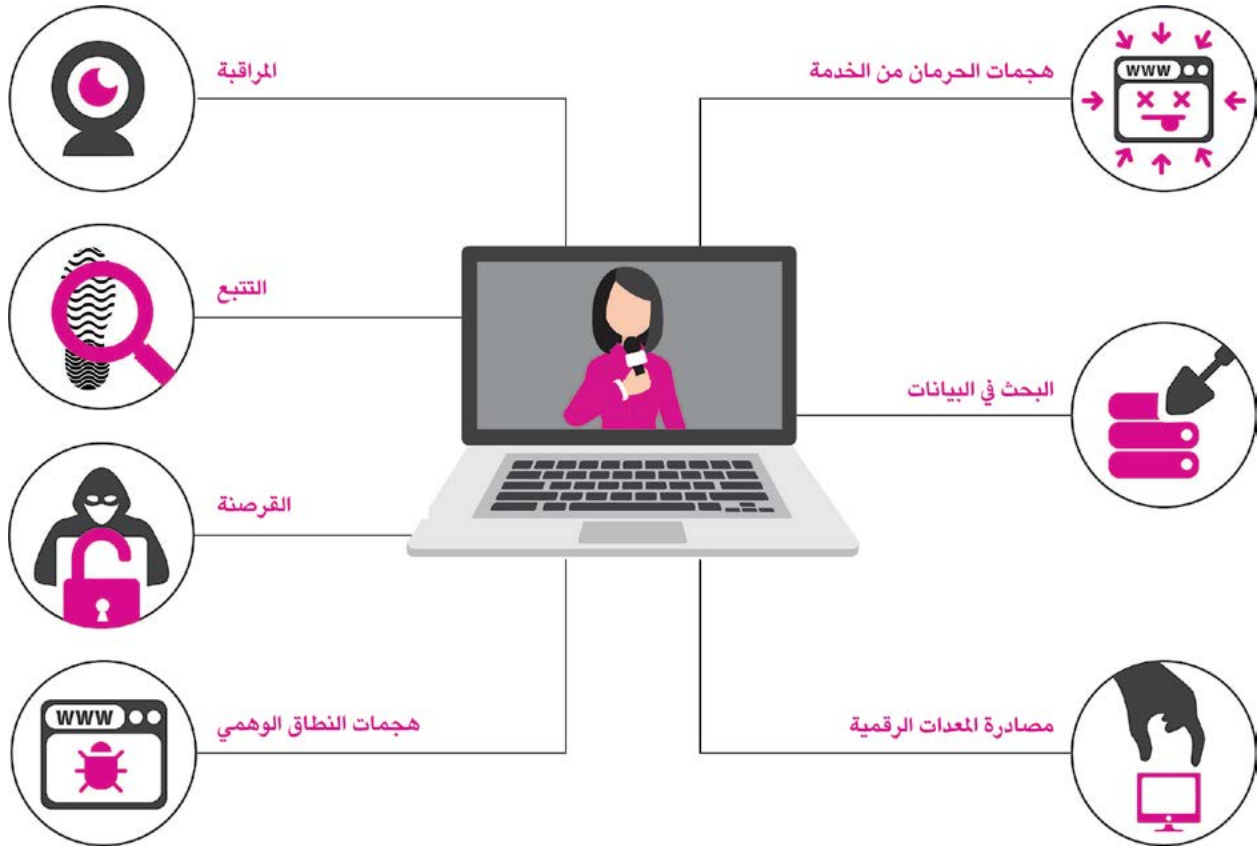 هجمات الحرمان من الخدمة
WWW
المراقبة
البحث في البيانات
التتبع
القرصنة
مصادرة المعدات الرقمية
هجمات النطاق الوهمي
WWW